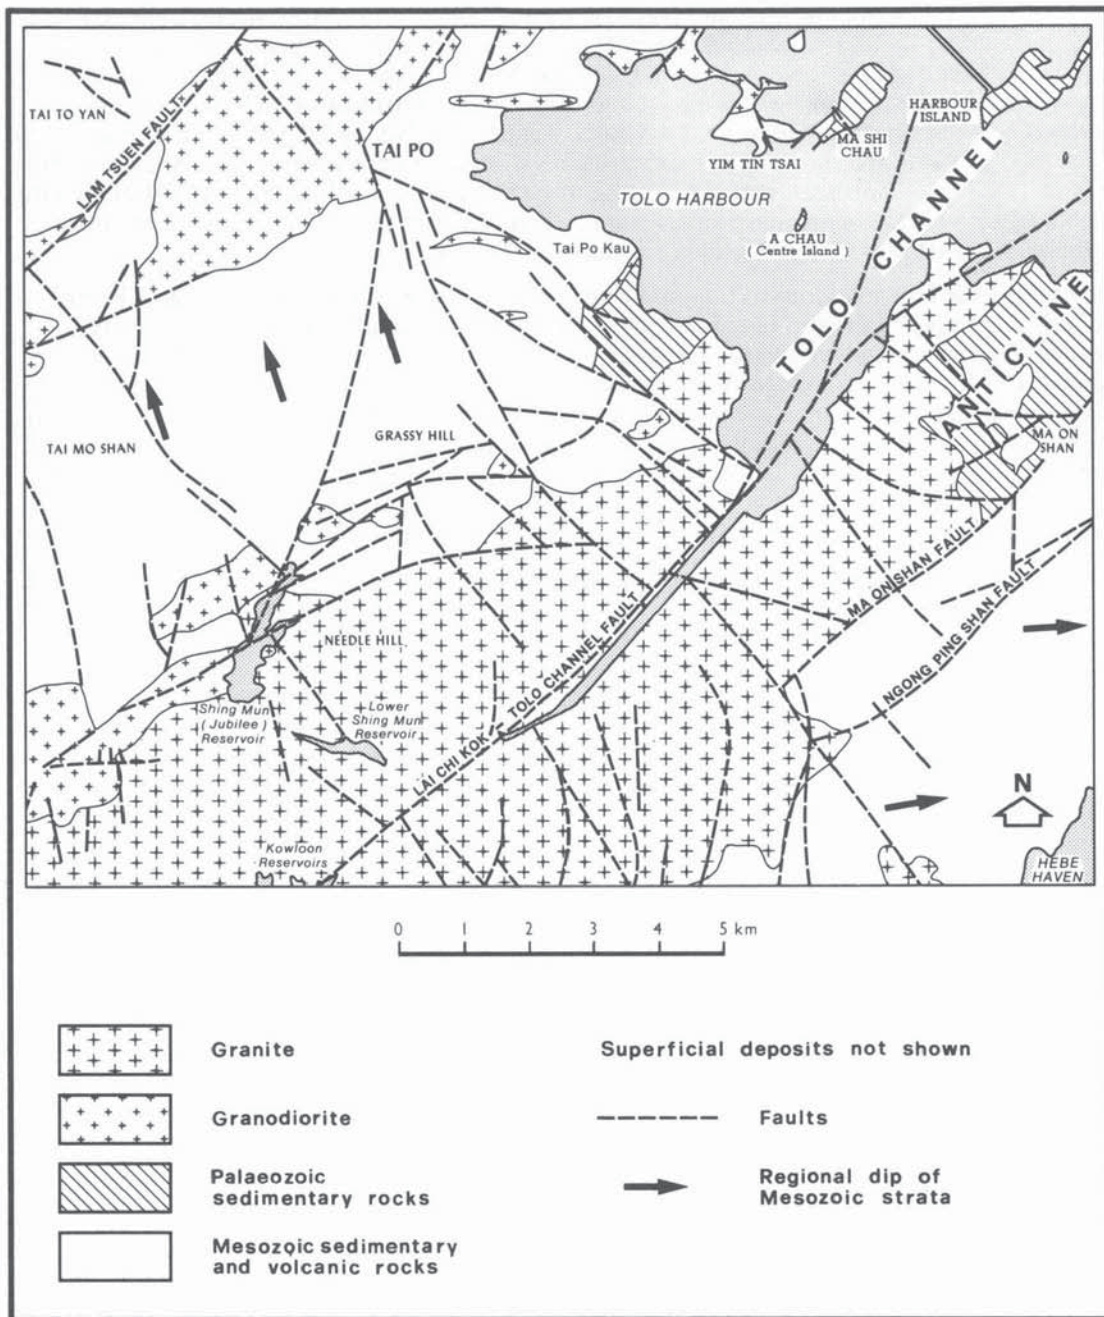 TAI TO YAN
LAM TSUEN FAULT
TAI PO
HARBOUR
ISLAND
MA SHI
CHAU
YIM TIN TSAI
TOLO HARBOUR
A CHAU
(Centre Island)
Tai Po Kau
TOLO CHANNEL
ANTICLINE
MA ON
SHAN
TAI MO SHAN
GRASSY HILL
NEEDLE HILL
TOLO CHANNEL FAULT
MA ON SHAN FAULT
NGONG PING SHAN FAULT
Shing Mun
(Jubilee)
Reservoir
Lower
Shing Mun
Reservoir
LAI CHI KOK
Kowloon
Reservoirs
N
HEBE
HAVEN
0 1 2 3 4 5 km
Granite
Superficial deposits not shown
Granodiorite
Faults
Palaeozoic
sedimentary rocks
Regional dip of
Mesozoic strata
Mesozoic sedimentary
and volcanic rocks